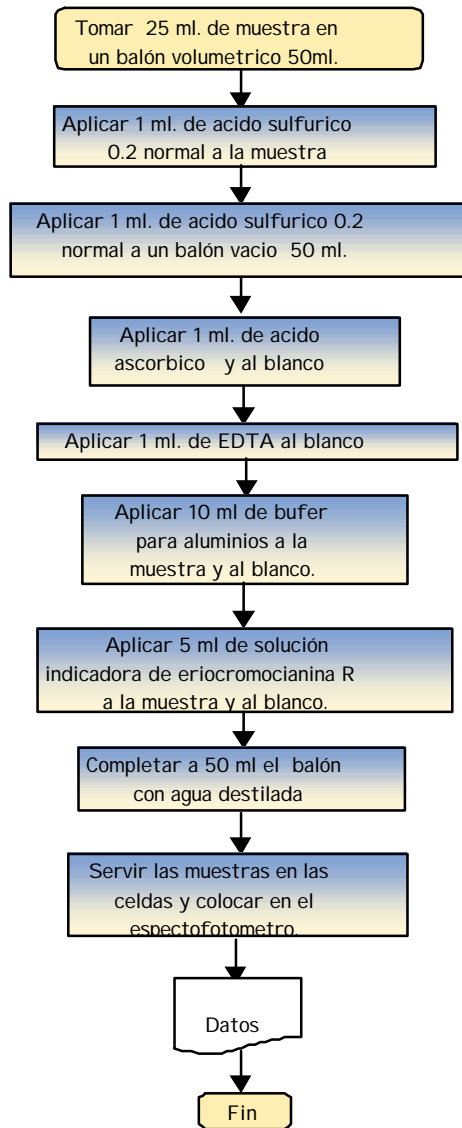 Tomar 25 ml. de muestra en
un balón volumetrico 50ml.
Aplicar 1 ml. de acido sulfurico
0.2 normal a la muestra
Aplicar 1 ml. de acido sulfurico 0.2
normal a un balón vacio 50 ml.
Aplicar 1 ml. de acido
ascorbico y al blanco
Aplicar 1 ml. de EDTA al blanco
Aplicar 10 ml de bufer
para aluminios a la
muestra y al blanco.
Aplicar 5 ml de solución
indicadora de eriocromocianina R
a la muestra y al blanco.
Completar a 50 ml el balón
con agua destilada
Servir las muestras en las
celdas y colocar en el
espectofotometro.
Datos
Fin